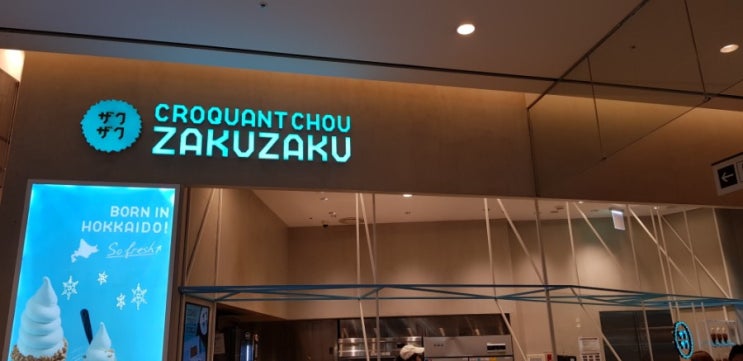 ザク
ザク
CROQUANT CHOU
ZAKUZAKU
BORN IN
HOKKAIDO!
So fresh